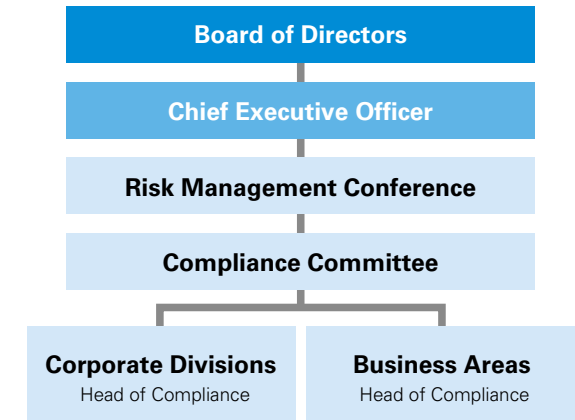 Board of Directors
Chief Executive Officer
Risk Management Conference
Compliance Committee
Corporate Divisions
Head of Compliance
Business Areas
Head of Compliance